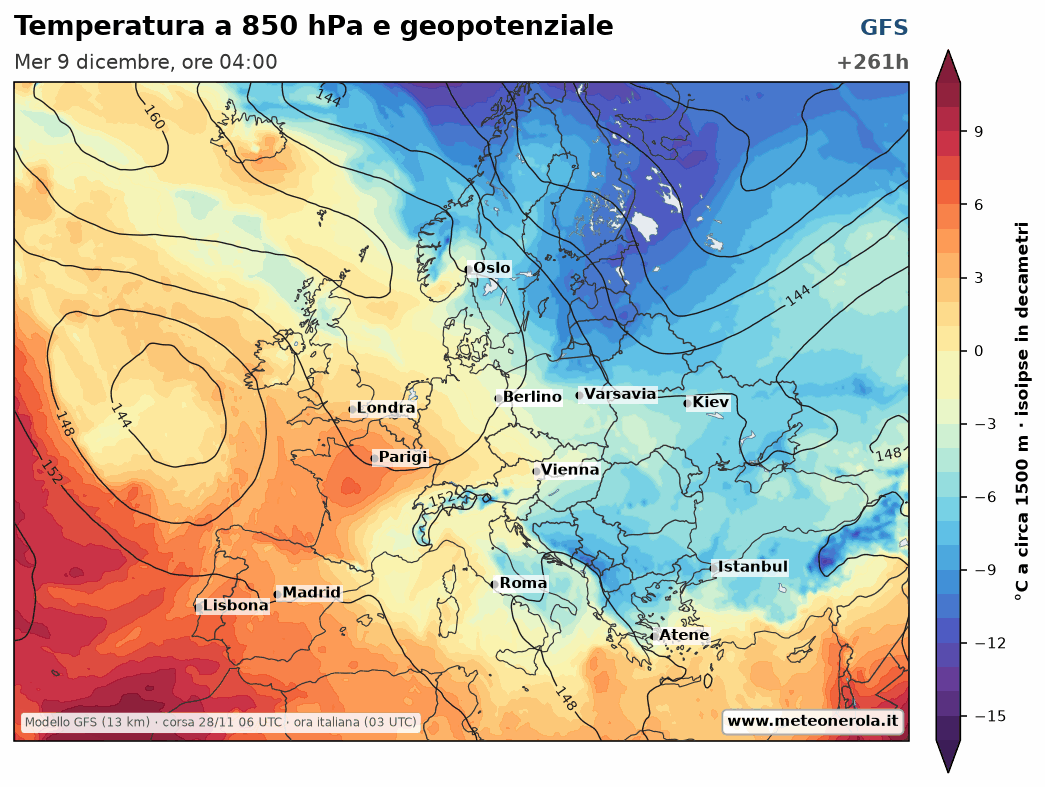 Temperatura a 850 hPa e geopotenziale
GFS
Mer 9 dicembre, ore 04:00
+261h
160
144
Oslo
144
Berlino
Varsavia
Kiev
Londra
148
144
148
Parigi
Vienna
152
152
Istanbul
Roma
Madrid
Lisbona
Atene
148
Modello GFS (13 km) · corsa 28/11 06 UTC · ora italiana (03 UTC)
www.meteonerola.it
9
6
3
0
−3
−6
−9
−12
−15
°C a circa 1500 m · isoipse in decametri